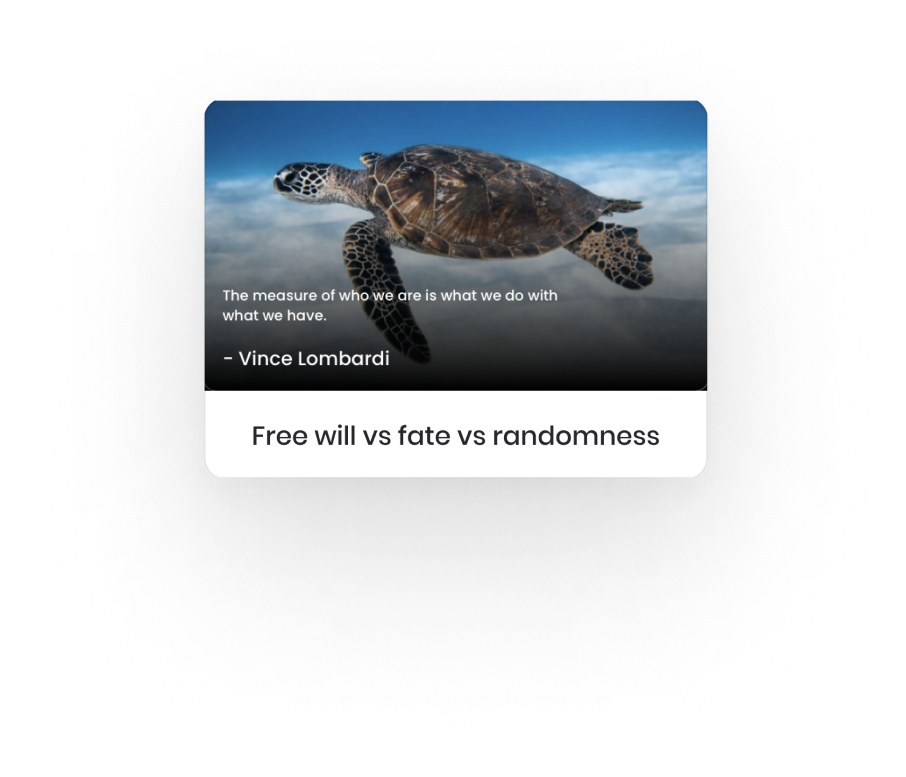 The measure of who we are is what we do with
what we have.
- Vince Lombardi
Free will vs fate vs randomness